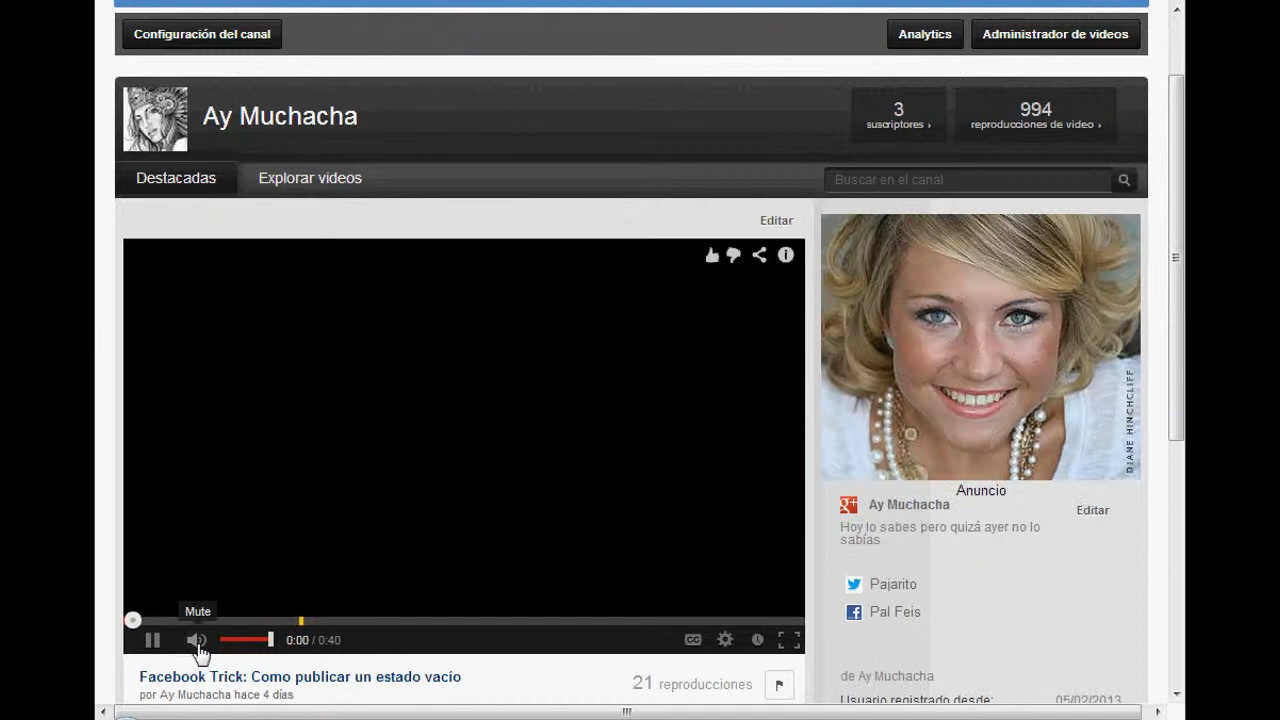 Configuración del canal
Analytics
Administrador de videos
Ay Muchacha
3
suscriptores ›
994
reproducciones de video ›
Destacadas
Explorar videos
Buscar en el canal
Editar
DIANE HINCHCLIFF
Anuncio
Ay Muchacha
Editar
Hoy lo sabes pero quizá ayer no lo
sabías
Pajarito
Pal Feis
Mute
0:00 / 0:40
CC
Facebook Trick: Como publicar un estado vacío
por Ay Muchacha hace 4 días
21 reproducciones
de Ay Muchacha
Usuario registrado desde:
05/02/2013